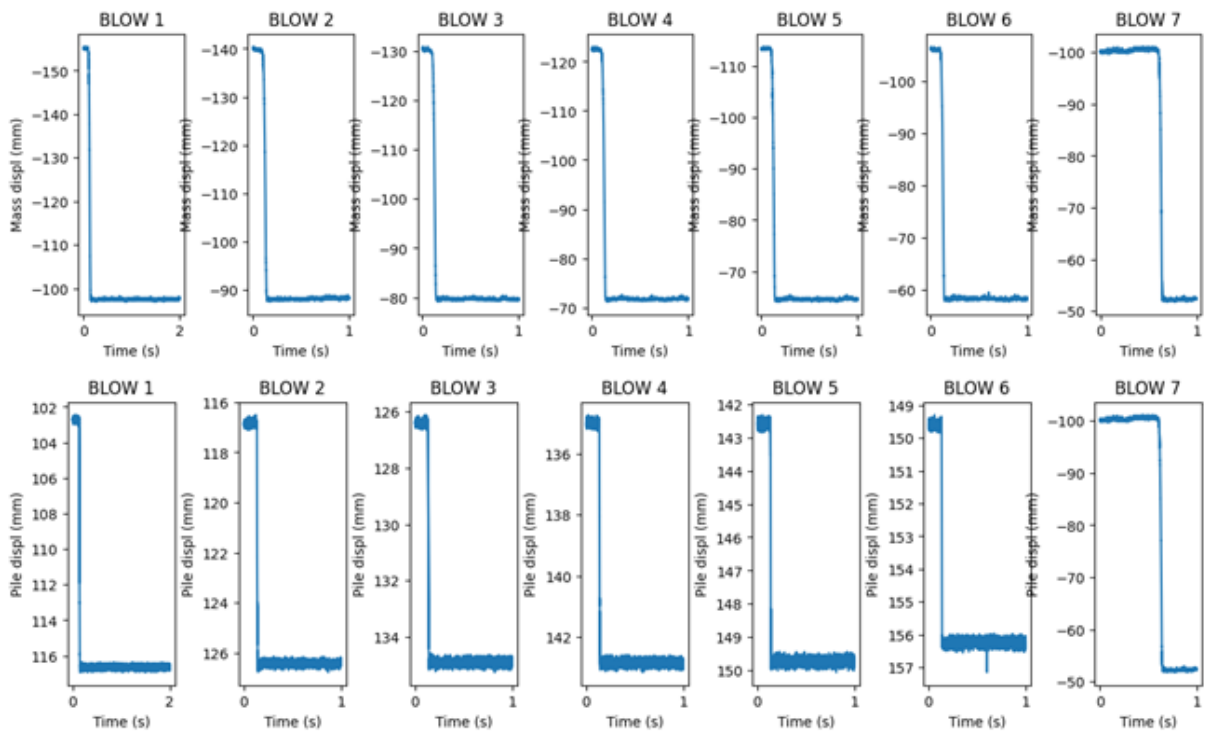 BLOW 1 BLOW 2 BLOW 3 BLOW 4 BLOW 5 BLOW 6 BLOW 7
Mass displ (mm) −150 −140 −130 −120 −110 −100
Mass displ (mm) −140 −130 −120 −110 −100 −90
Mass displ (mm) −130 −120 −110 −100 −90 −80
Mass displ (mm) −120 −110 −100 −90 −80 −70
Mass displ (mm) −110 −100 −90 −80 −70
Mass displ (mm) −100 −90 −80 −70 −60
Mass displ (mm) −100 −90 −80 −70 −60 −50
0 2 0 1 0 1 0 1 0 1 0 1 0 1
Time (s) Time (s) Time (s) Time (s) Time (s) Time (s) Time (s)
BLOW 1 BLOW 2 BLOW 3 BLOW 4 BLOW 5 BLOW 6 BLOW 7
Pile displ (mm) 102 104 106 108 110 112 114 116
Pile displ (mm) 116 118 120 122 124 126
Pile displ (mm) 126 128 130 132 134
Pile displ (mm) 136 138 140 142
Pile displ (mm) 142 143 144 145 146 147 148 149 150
Pile displ (mm) 149 150 151 152 153 154 155 156 157
Pile displ (mm) −100 −90 −80 −70 −60 −50
0 2 0 1 0 1 0 1 0 1 0 1 0 1
Time (s) Time (s) Time (s) Time (s) Time (s) Time (s) Time (s)